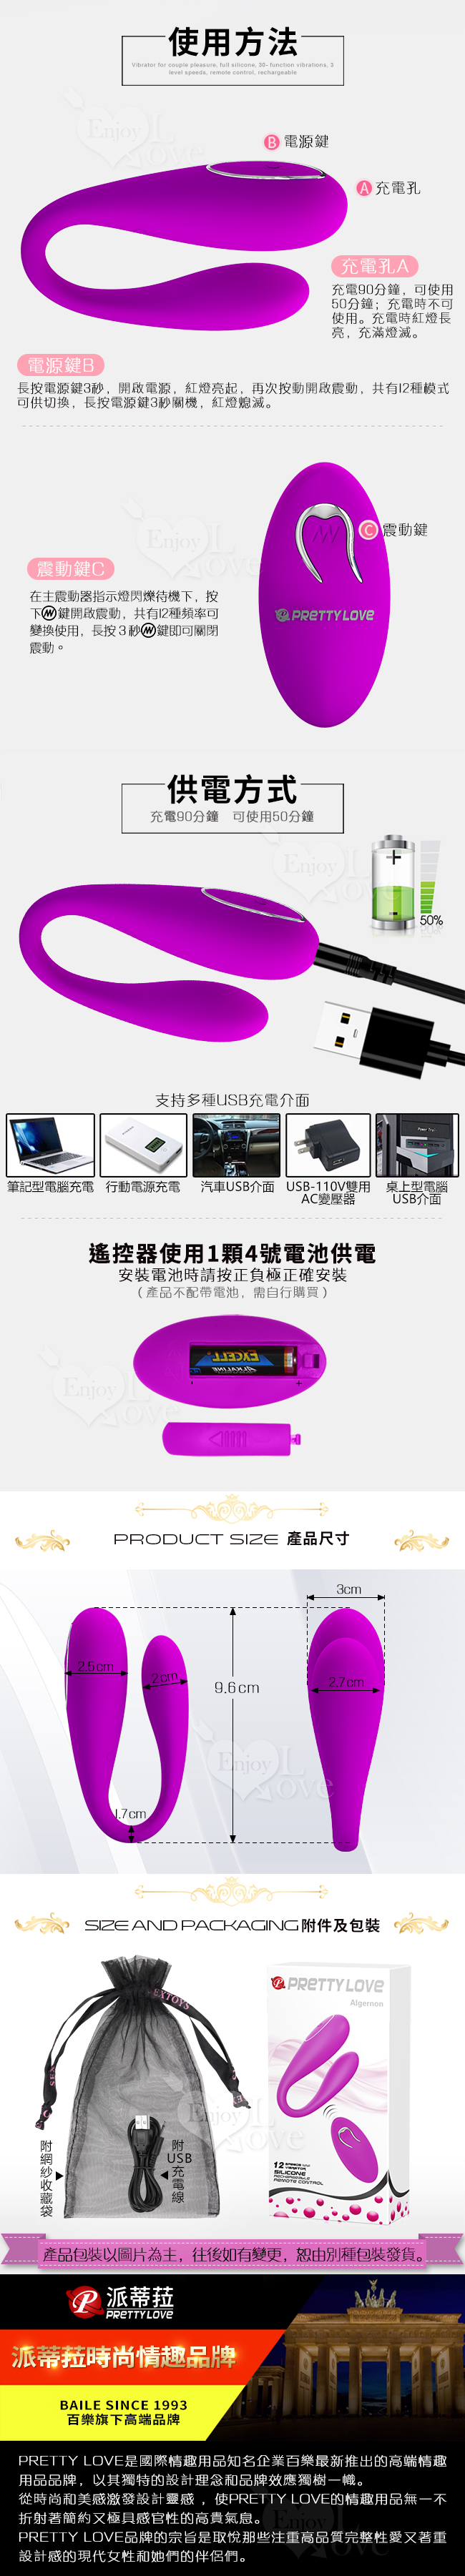 使用方法
Vibrator for couple pleasure, full silicone, 30- function vibrations, 3
level speeds, remote control, rechargeable
Enjoy Love
B 電源鍵
A 充電孔
充電孔A
充電90分鐘，可使用
50分鐘；充電時不可
使用。充電時紅燈長
亮，充滿燈滅。
電源鍵B
長按電源鍵3秒，開啟電源，紅燈亮起，再次按動開啟震動，共有12種模式
可供切換，長按電源鍵3秒關機，紅燈熄滅。
Enjoy Love
C 震動鍵
PRETTY LOVE
震動鍵C
在主震動器指示燈閃爍待機下，按
下鍵開啟震動，共有12種頻率可
變換使用，長按3秒鍵即可關閉
震動。
供電方式
充電90分鐘 可使用50分鐘
Enjoy Love
50%
支持多種USB充電介面
筆記型電腦充電
行動電源充電
汽車USB介面
USB-110V雙用
AC變壓器
桌上型電腦
USB介面
遙控器使用1顆4號電池供電
安裝電池時請按正負極正確安裝
（產品不配帶電池，需自行購買）
EXCELL
ALKALINE
- +
Enjoy Love
PRODUCT SIZE 產品尺寸
3cm
2.5cm
2cm
9.6cm
2.7cm
1.7cm
Enjoy Love
SIZE AND PACKAGING 附件及包裝
EXTOYS
PRETTY LOVE
Algernon
Enjoy Love
附網紗收藏袋
附USB充電線
12
SILICONE
RECHARGEABLE
REMOTE CONTROL
產品包裝以圖片為主，往後如有變更，恕由別種包裝發貨。
派蒂菈
PRETTY LOVE
派蒂菈時尚情趣品牌
BAILE SINCE 1993
百樂旗下高端品牌
PRETTY LOVE是國際情趣用品知名企業百樂最新推出的高端情趣
用品品牌，以其獨特的設計理念和品牌效應獨樹一幟。
從時尚和美感激發設計靈感，使PRETTY LOVE的情趣用品無一不
折射著簡約又極具感官性的高貴氣息。
PRETTY LOVE品牌的宗旨是取悅那些注重高品質完整性愛又著重
設計感的現代女性和她們的伴侶們。
Enjoy Love